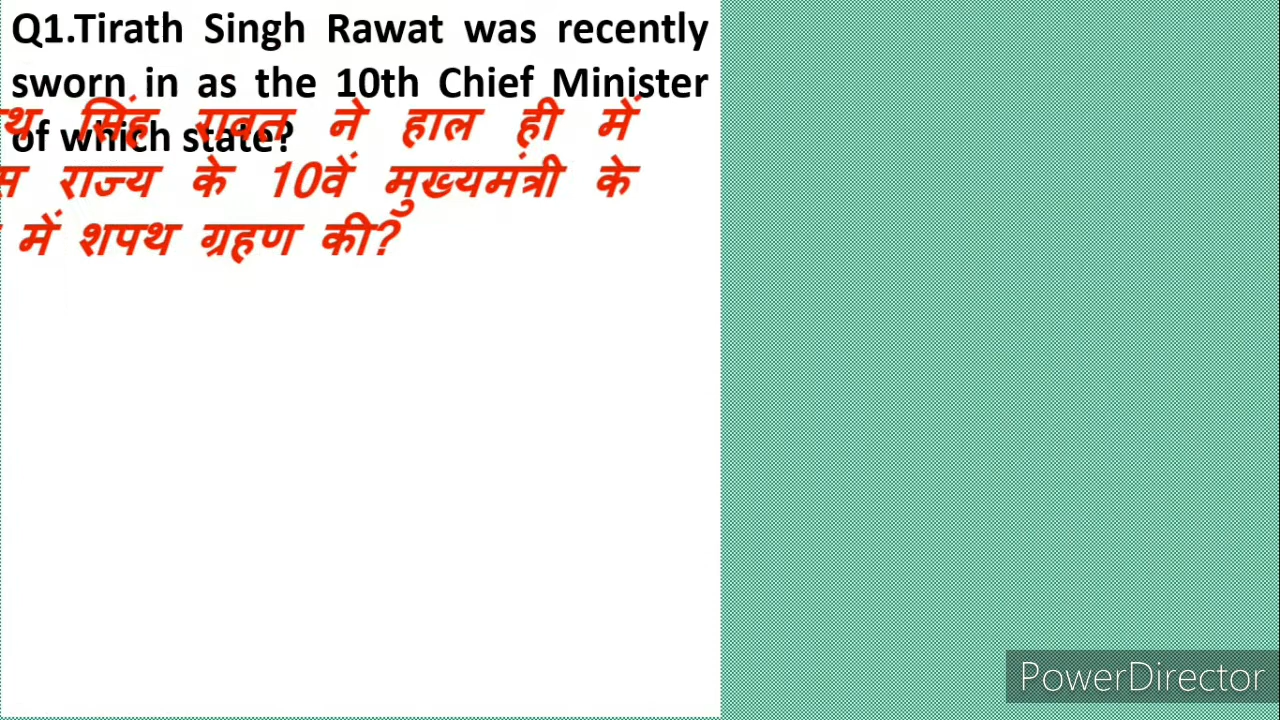 Q1.Tirath Singh Rawat was recently
sworn in as the 10th Chief Minister
of which state?
सिंह रावत ने हाल ही में
राज्य के 10वें मुख्यमंत्री के
में शपथ ग्रहण की?
PowerDirector